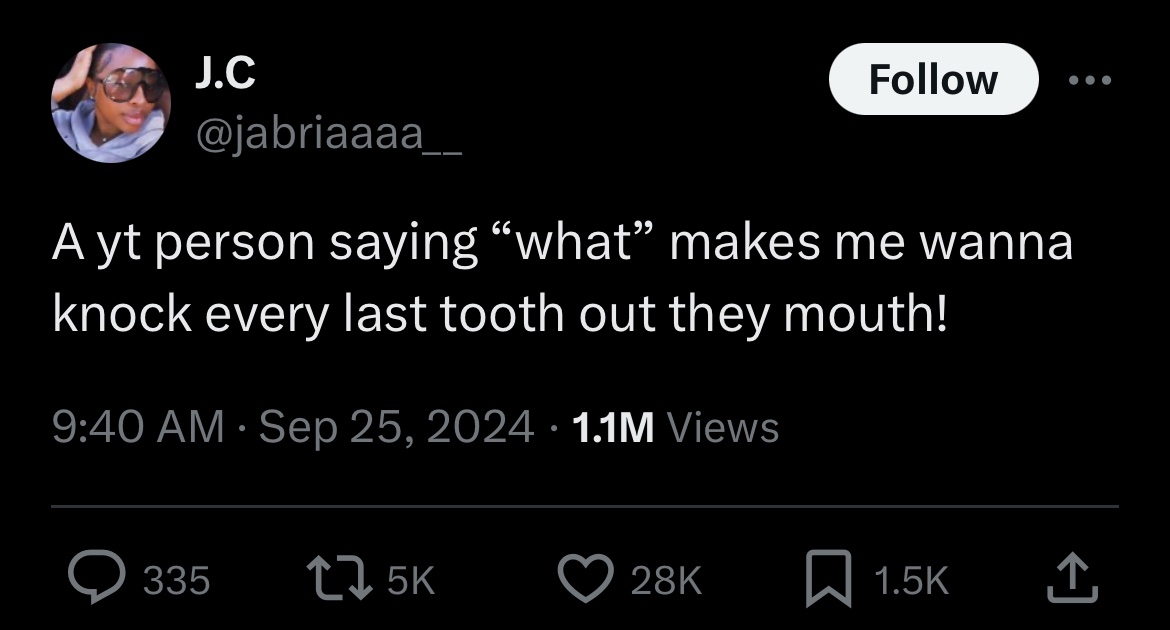 J.C
Follow
@jabriaaaa__
A yt person saying “what” makes me wanna
knock every last tooth out they mouth!
9:40 AM · Sep 25, 2024 · 1.1M Views
335 5K 28K 1.5K